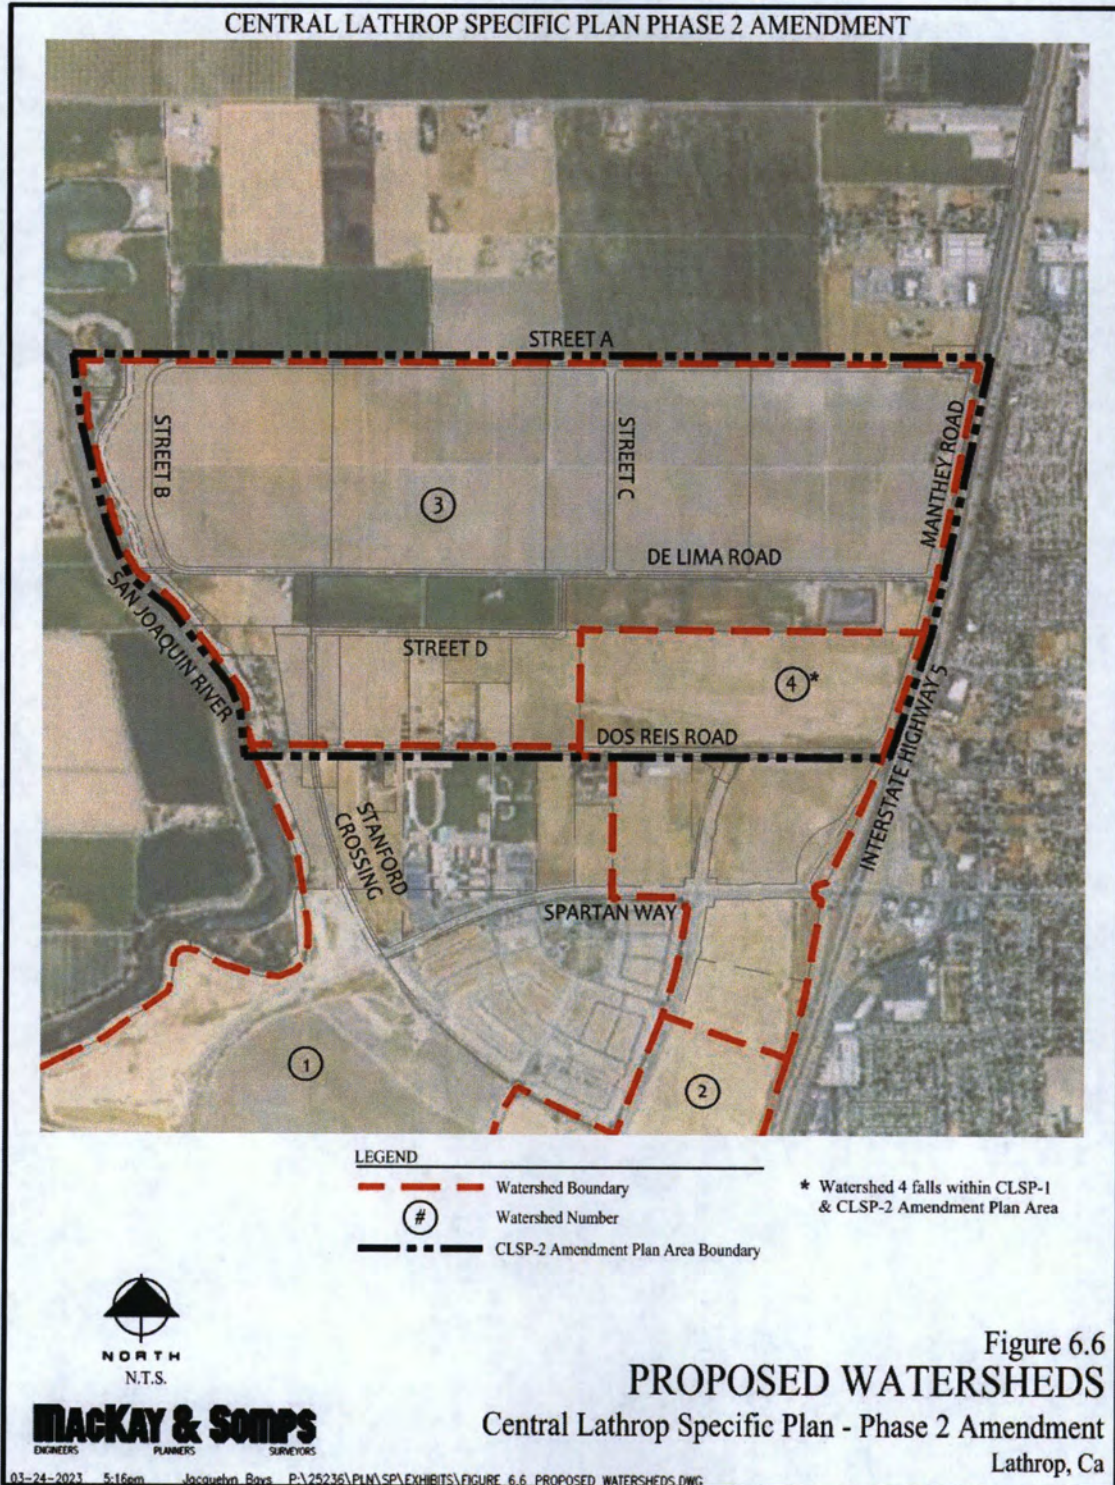 CENTRAL LATHROP SPECIFIC PLAN PHASE 2 AMENDMENT
STREET A
STREET B
STREET C
MANTHEY ROAD
3
DE LIMA ROAD
SAN JOAQUIN RIVER
STREET D
4*
DOS REIS ROAD
INTERSTATE HIGHWAY 5
STANFORD
CROSSING
SPARTAN WAY
1
2
LEGEND
Watershed Boundary
# Watershed Number
CLSP-2 Amendment Plan Area Boundary
* Watershed 4 falls within CLSP-1
& CLSP-2 Amendment Plan Area
NORTH
N.T.S.
Figure 6.6
PROPOSED WATERSHEDS
Central Lathrop Specific Plan - Phase 2 Amendment
Lathrop, Ca
MACKAY & SOMPS
ENGINEERS PLANNERS SURVEYORS
03-24-2023 5:16pm Jacquelyn Bays P:\25236\PLN\SP\EXHIBITS\FIGURE 6.6 PROPOSED WATERSHEDS.DWG